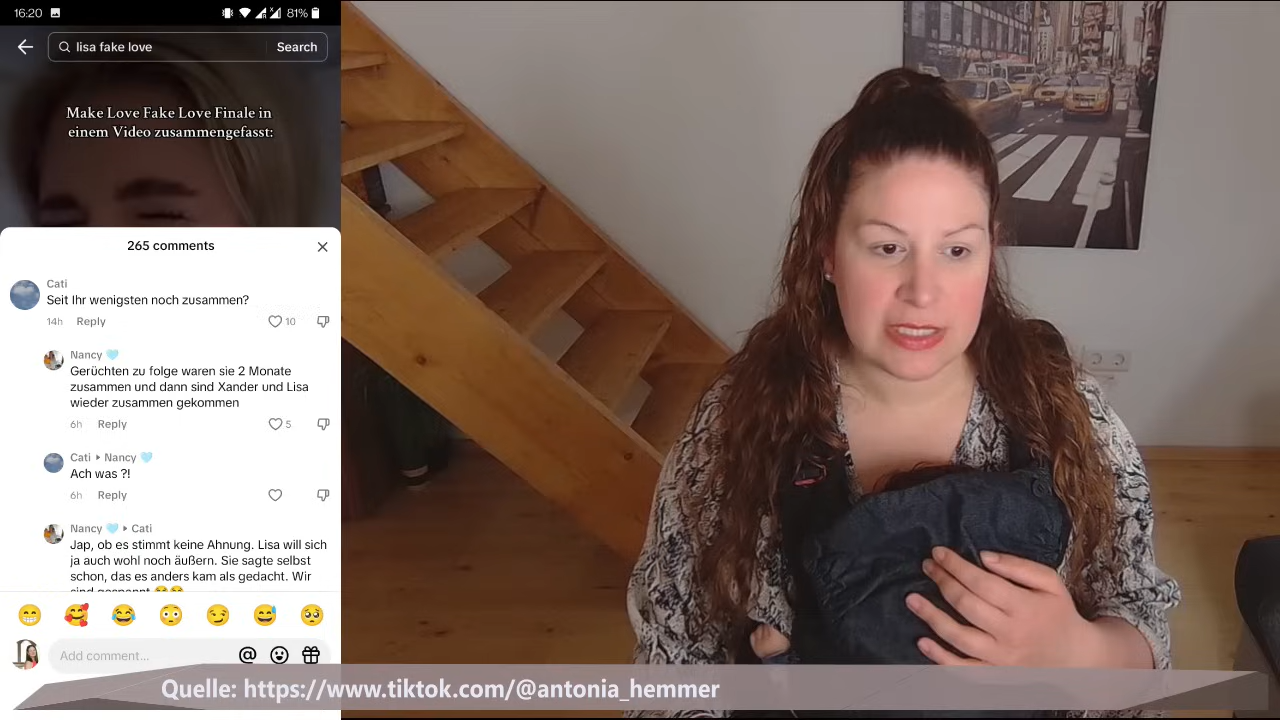 16:20
81%
lisa fake love
Search
Make Love Fake Love Finale in
einem Video zusammengefasst:
265 comments
Cati
Seit Ihr wenigsten noch zusammen?
14h Reply 10
Nancy 🩵
Gerüchten zu folge waren sie 2 Monate
zusammen und dann sind Xander und Lisa
wieder zusammen gekommen
6h Reply 5
Cati ▸ Nancy 🩵
Ach was ?!
6h Reply
Nancy 🩵 ▸ Cati
Jap, ob es stimmt keine Ahnung. Lisa will sich
ja auch wohl noch äußern. Sie sagte selbst
schon, das es anders kam als gedacht. Wir
sind gespannt
Add comment...
Quelle: https://www.tiktok.com/@antonia_hemmer